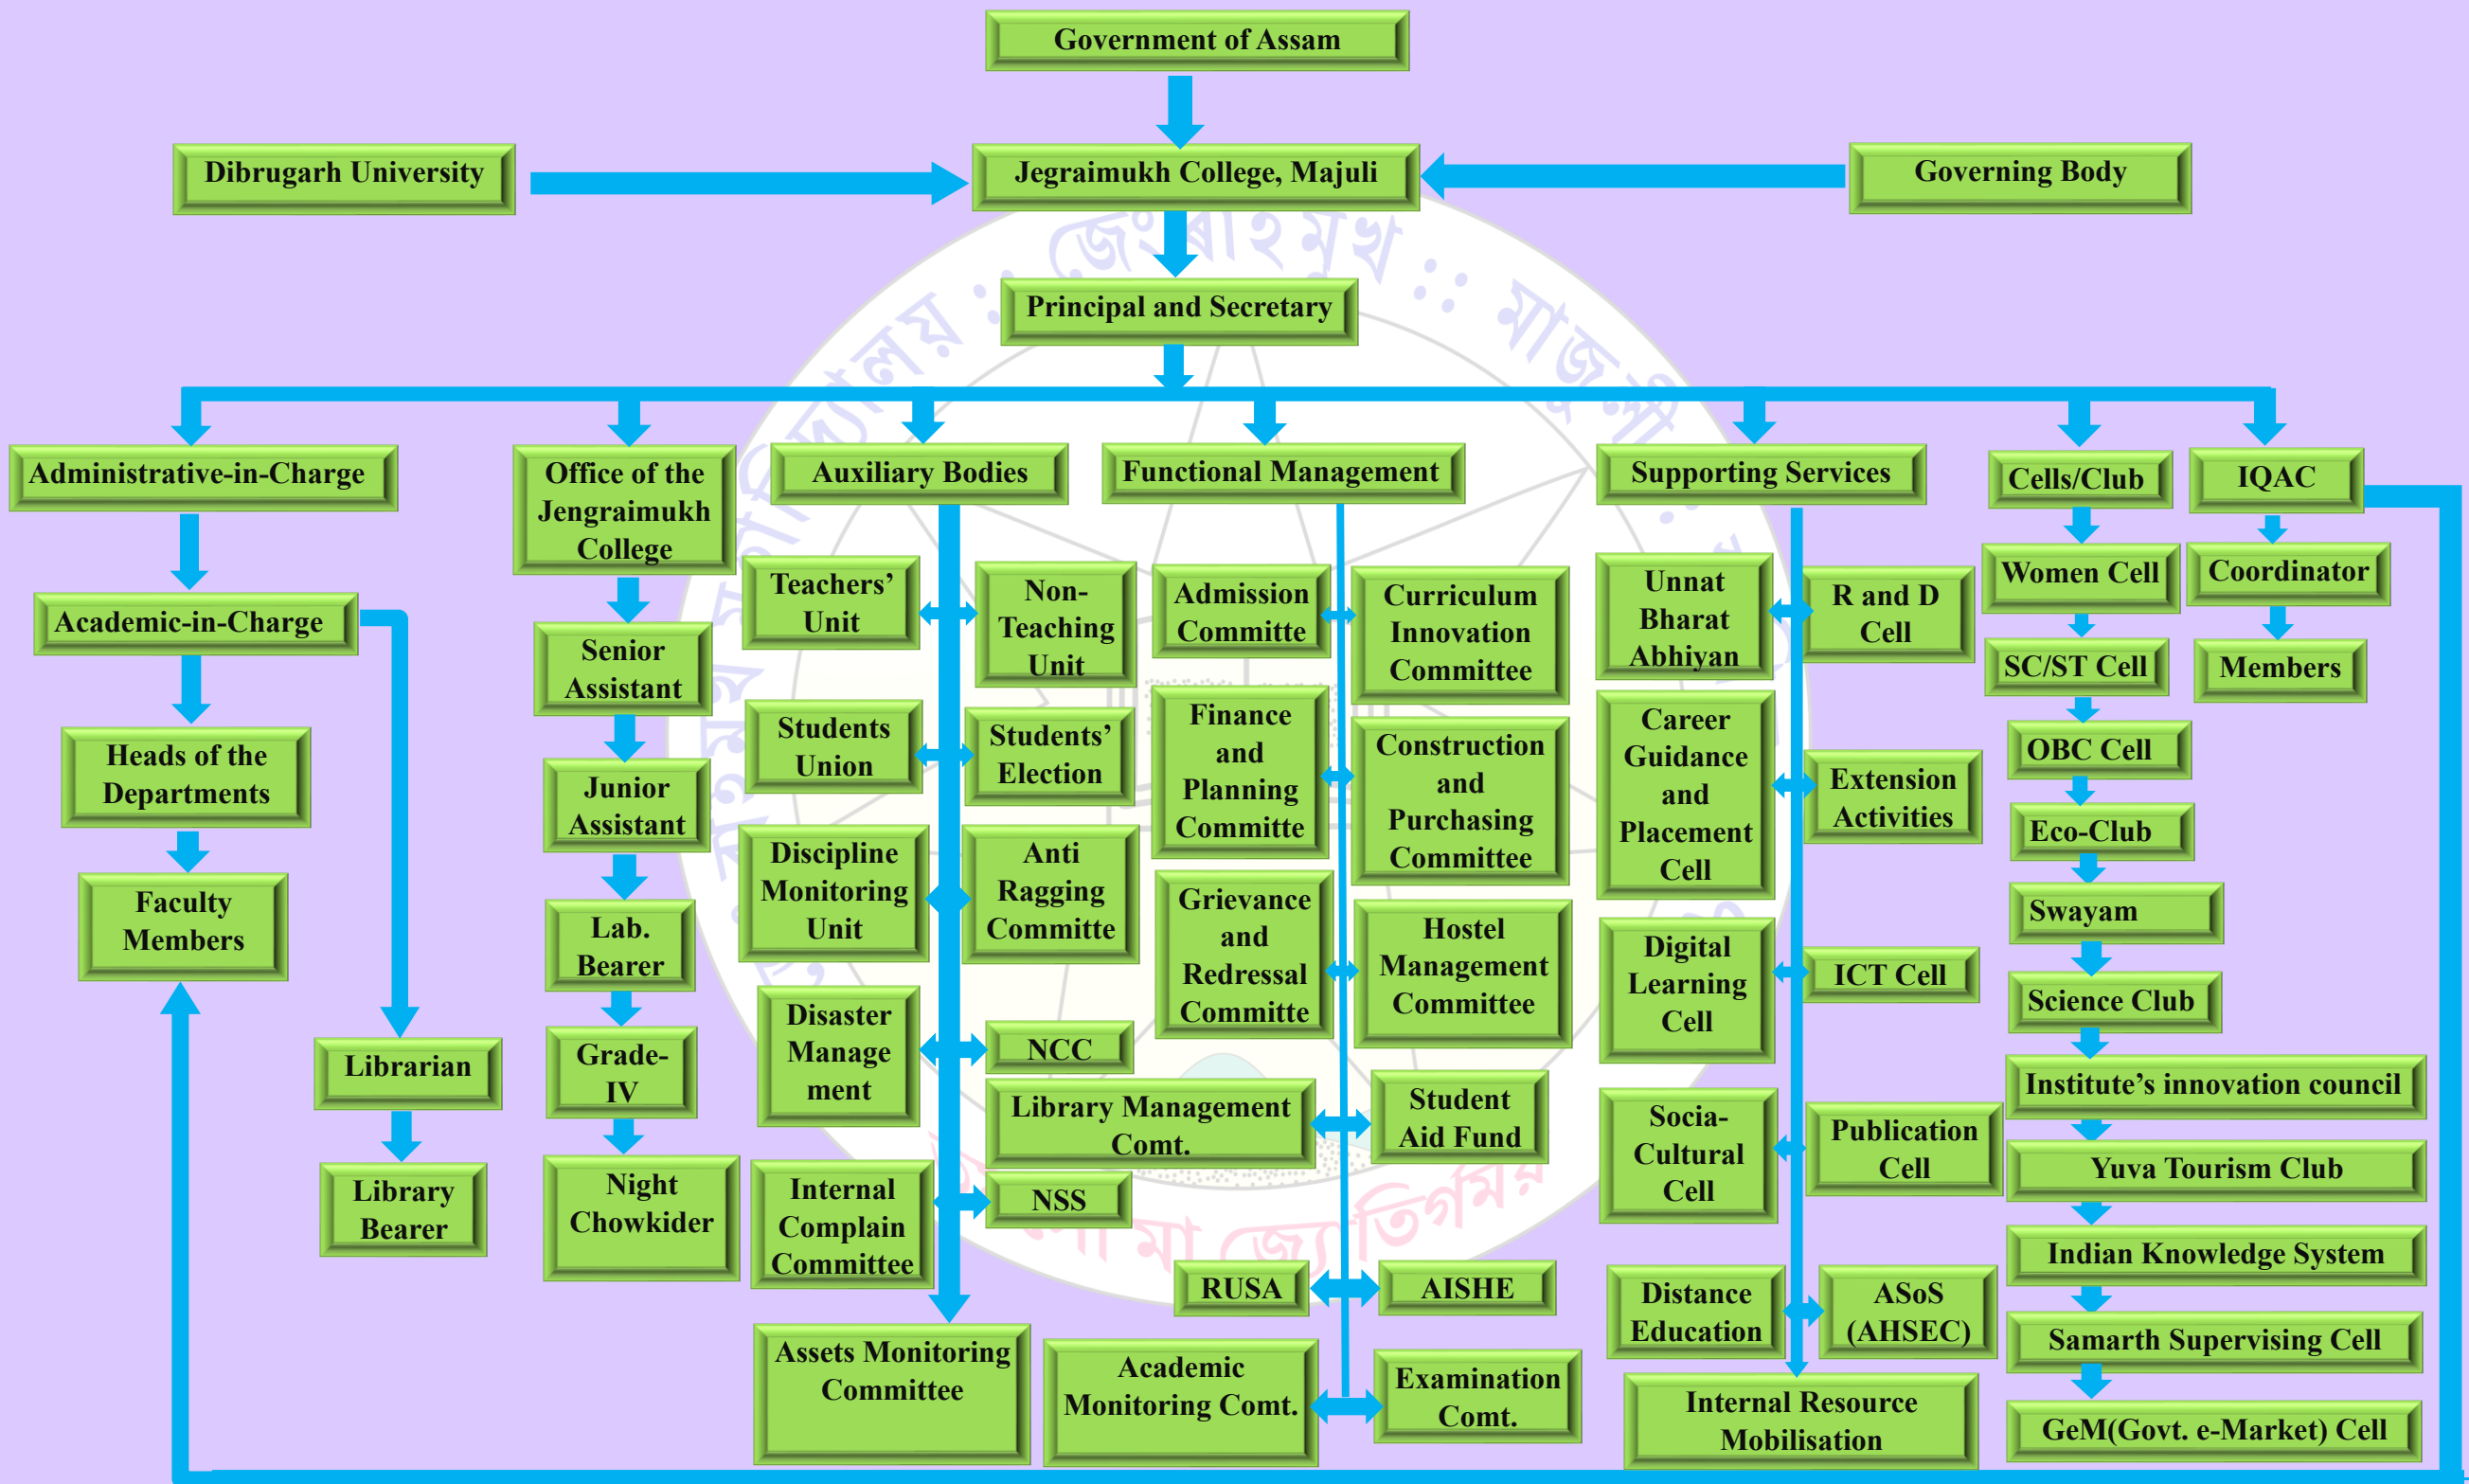 Government of Assam
Dibrugarh University
Jegraimukh College, Majuli
Governing Body
Principal and Secretary
Administrative-in-Charge
Academic-in-Charge
Heads of the
Departments
Faculty
Members
Librarian
Library
Bearer
Office of the
Jengraimukh
College
Senior
Assistant
Junior
Assistant
Lab.
Bearer
Grade-
IV
Night
Chowkider
Auxiliary Bodies
Teachers’
Unit
Non-
Teaching
Unit
Students
Union
Students’
Election
Discipline
Monitoring
Unit
Anti
Ragging
Committe
Disaster
Manage
ment
NCC
Internal
Complain
Committee
NSS
Assets Monitoring
Committee
Functional Management
Admission
Committe
Curriculum
Innovation
Committee
Finance
and
Planning
Committe
Construction
and
Purchasing
Committee
Grievance
and
Redressal
Committe
Hostel
Management
Committee
Library Management
Comt.
Student
Aid Fund
RUSA
AISHE
Academic
Monitoring Comt.
Examination
Comt.
Supporting Services
Unnat
Bharat
Abhiyan
R and D
Cell
Career
Guidance
and
Placement
Cell
Extension
Activities
Digital
Learning
Cell
ICT Cell
Socia-
Cultural
Cell
Publication
Cell
Distance
Education
ASoS
(AHSEC)
Internal Resource
Mobilisation
Cells/Club
Women Cell
SC/ST Cell
OBC Cell
Eco-Club
Swayam
Science Club
Institute’s innovation council
Yuva Tourism Club
Indian Knowledge System
Samarth Supervising Cell
GeM(Govt. e-Market) Cell
IQAC
Coordinator
Members